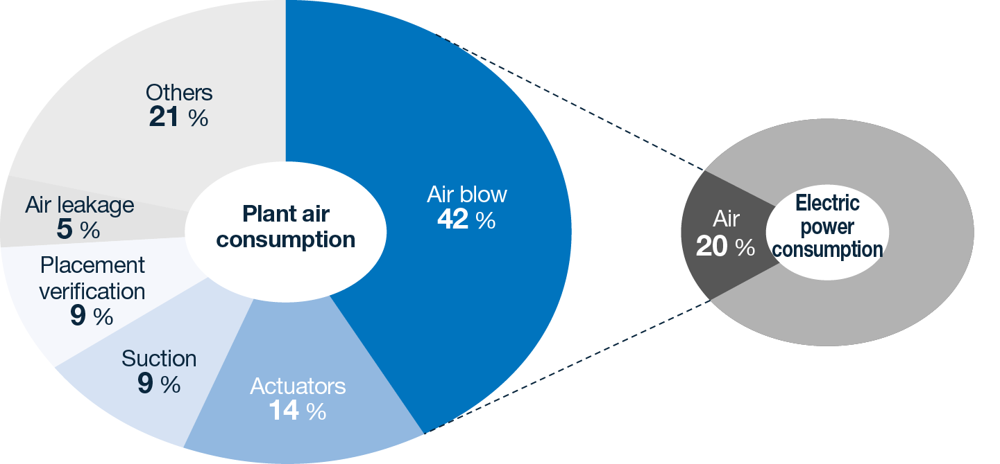 Others
21 %
Air leakage
5 %
Placement
verification
9 %
Suction
9 %
Actuators
14 %
Air blow
42 %
Plant air
consumption
Air
20 %
Electric
power
consumption